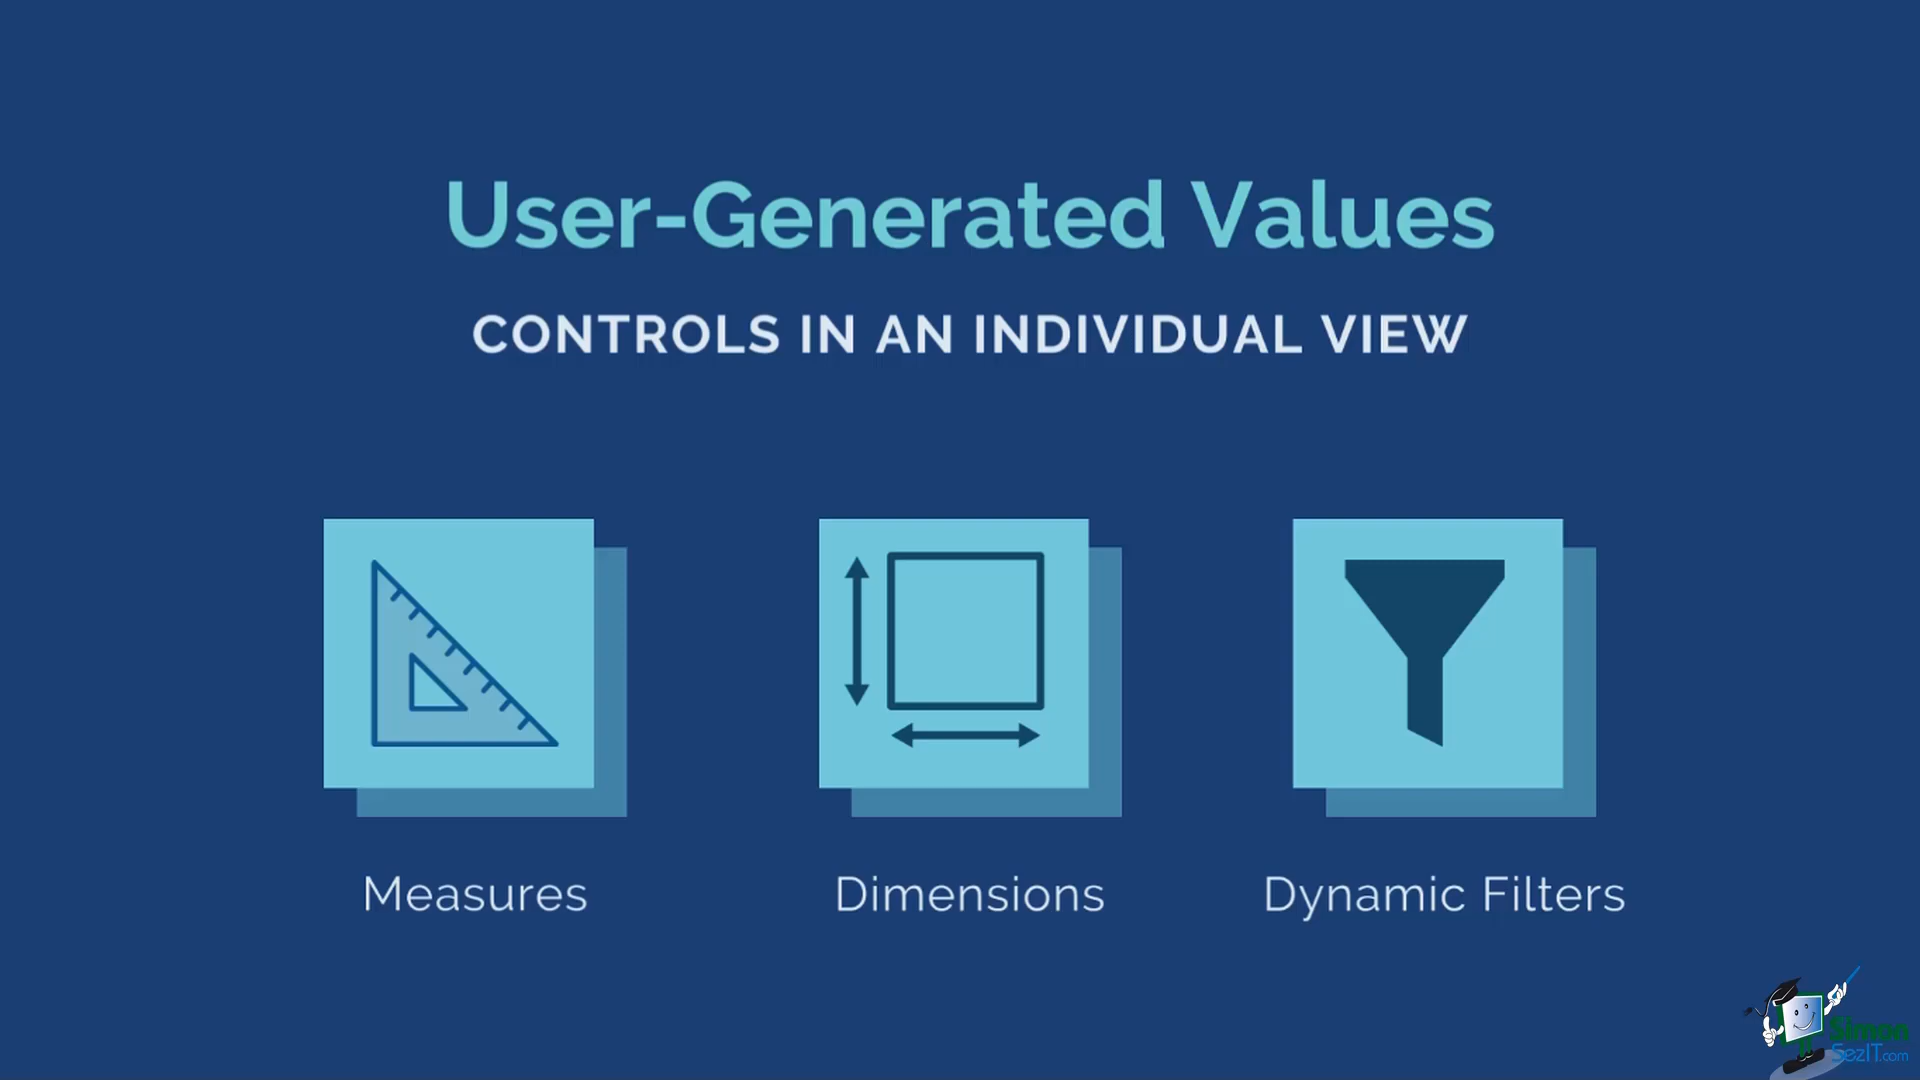 User-Generated Values
CONTROLS IN AN INDIVIDUAL VIEW
Measures
Dimensions
Dynamic Filters
Simon
SezIT.com